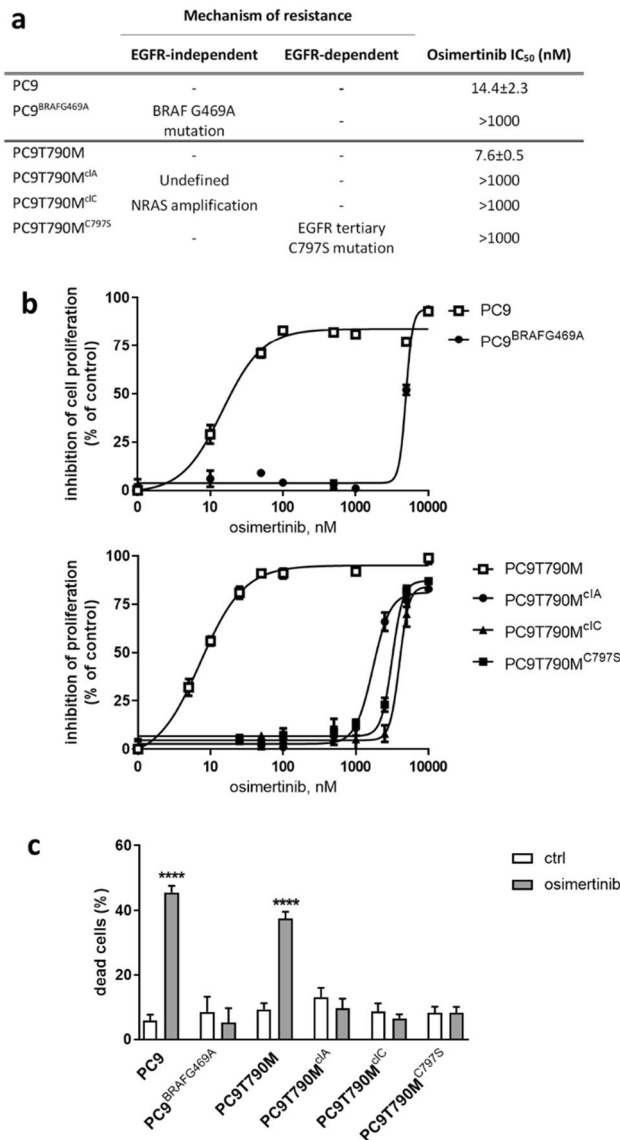 a
Mechanism of resistance
EGFR-independent EGFR-dependent Osimertinib IC50 (nM)
PC9 - - 14.4±2.3
PC9BRAFG469A BRAF G469A mutation - >1000
PC9T790M - - 7.6±0.5
PC9T790MclA Undefined - >1000
PC9T790MclC NRAS amplification - >1000
PC9T790MC797S - EGFR tertiary C797S mutation >1000
b
inhibition of cell proliferation
(% of control)
100
75
50
25
0
0 10 100 1000 10000
osimertinib, nM
PC9
PC9BRAFG469A
inhibition of proliferation
(% of control)
100
75
50
25
0
0 10 100 1000 10000
osimertinib, nM
PC9T790M
PC9T790MclA
PC9T790MclC
PC9T790MC797S
c
dead cells (%)
60
40
20
0
****
****
ctrl
osimertinib
PC9
PC9BRAFG469A
PC9T790M
PC9T790MclA
PC9T790MclC
PC9T790MC797S